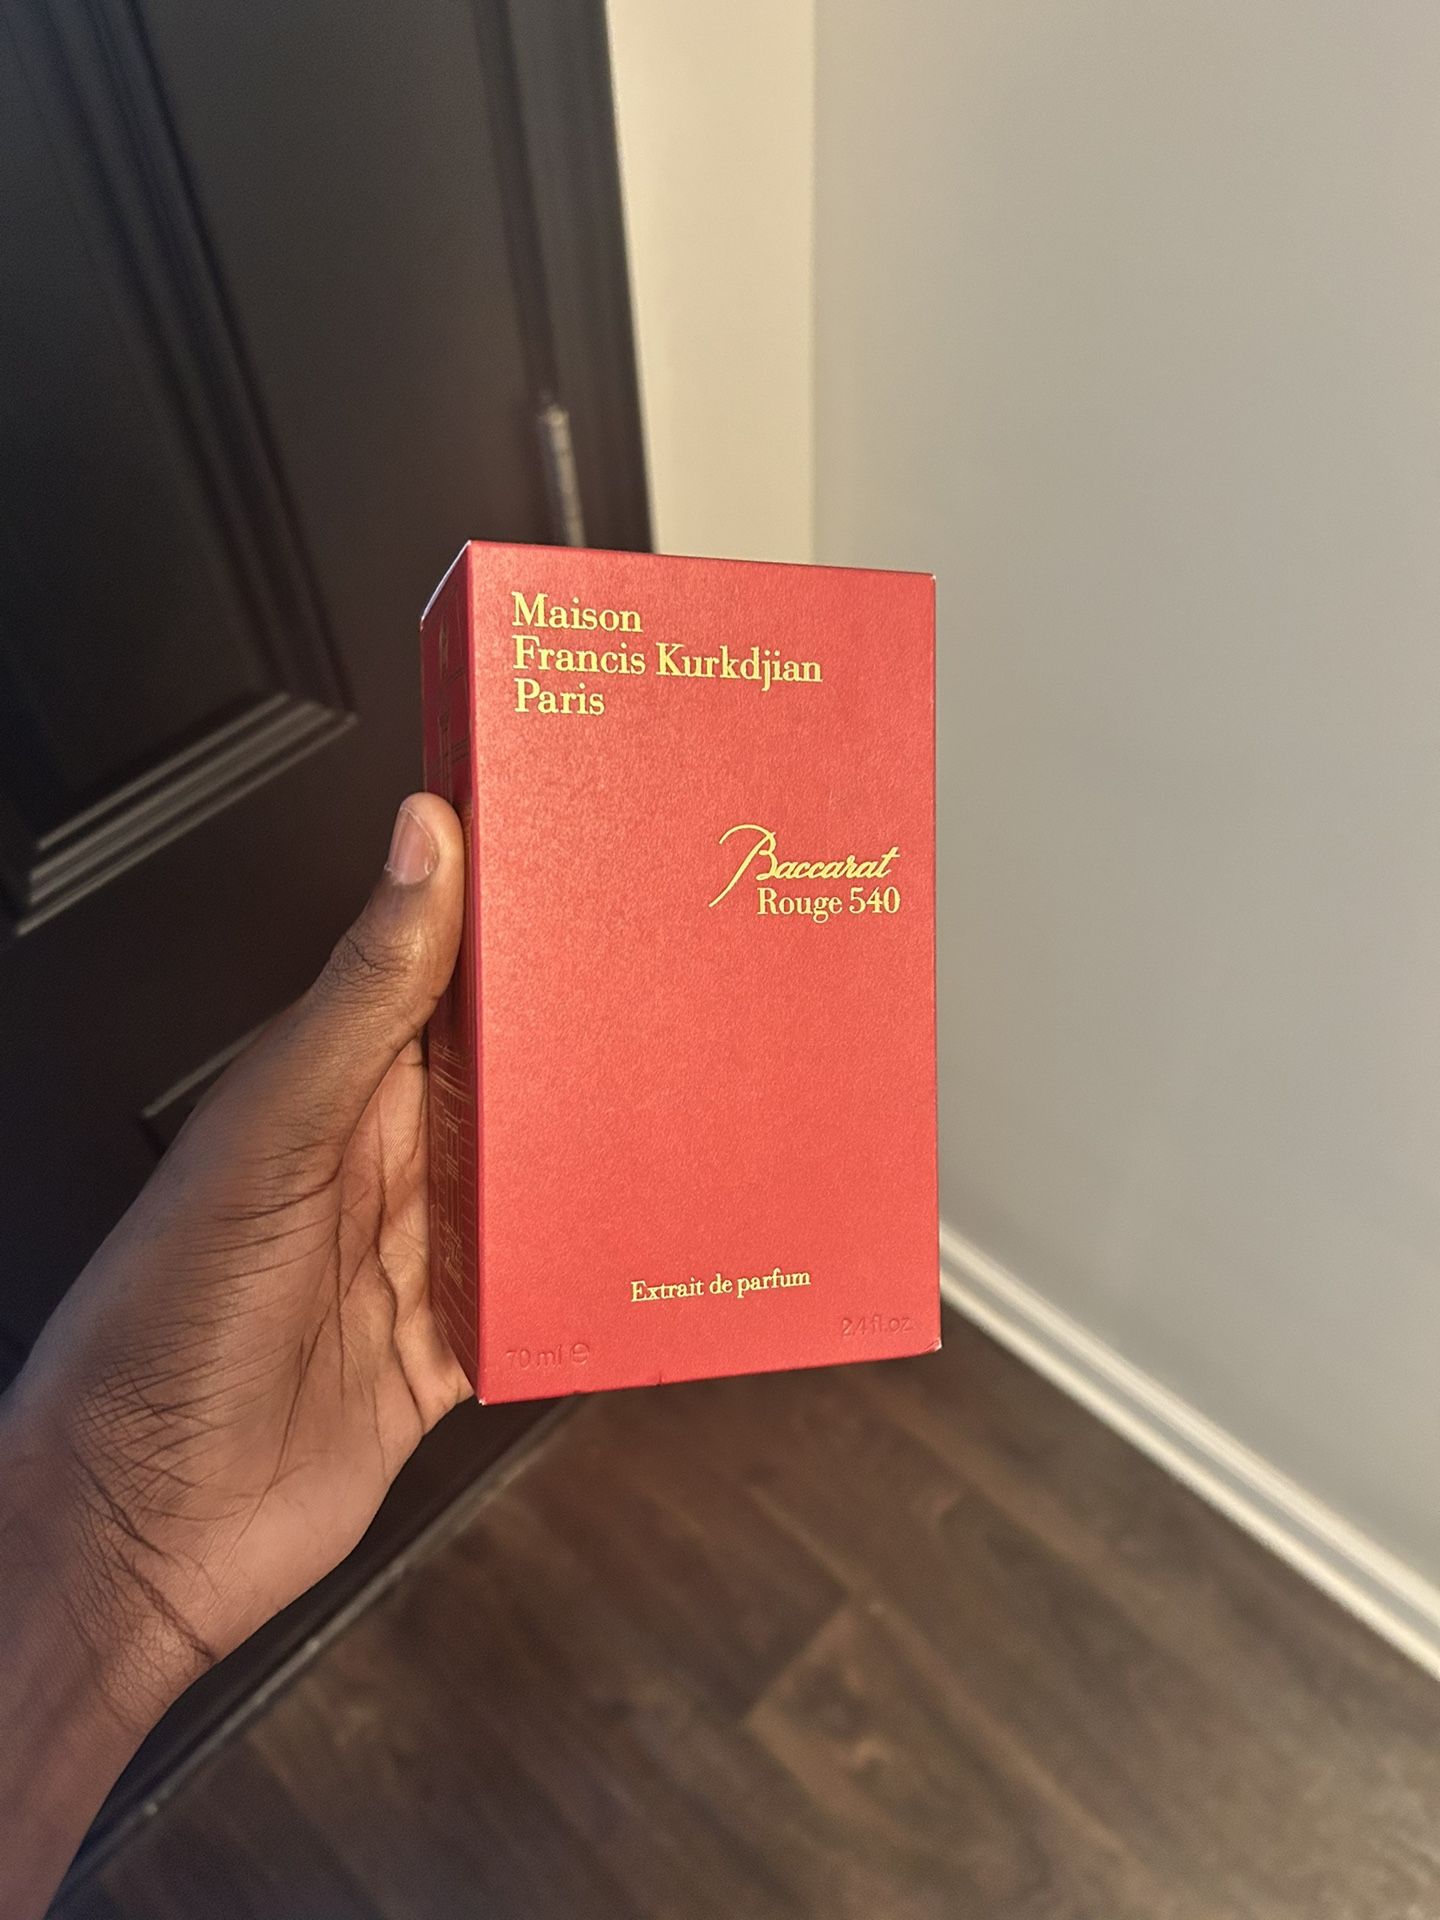 Maison
Francis Kurkdjian
Paris
Baccarat
Rouge 540
Extrait de parfum
70 ml ℮
2.4 fl.oz